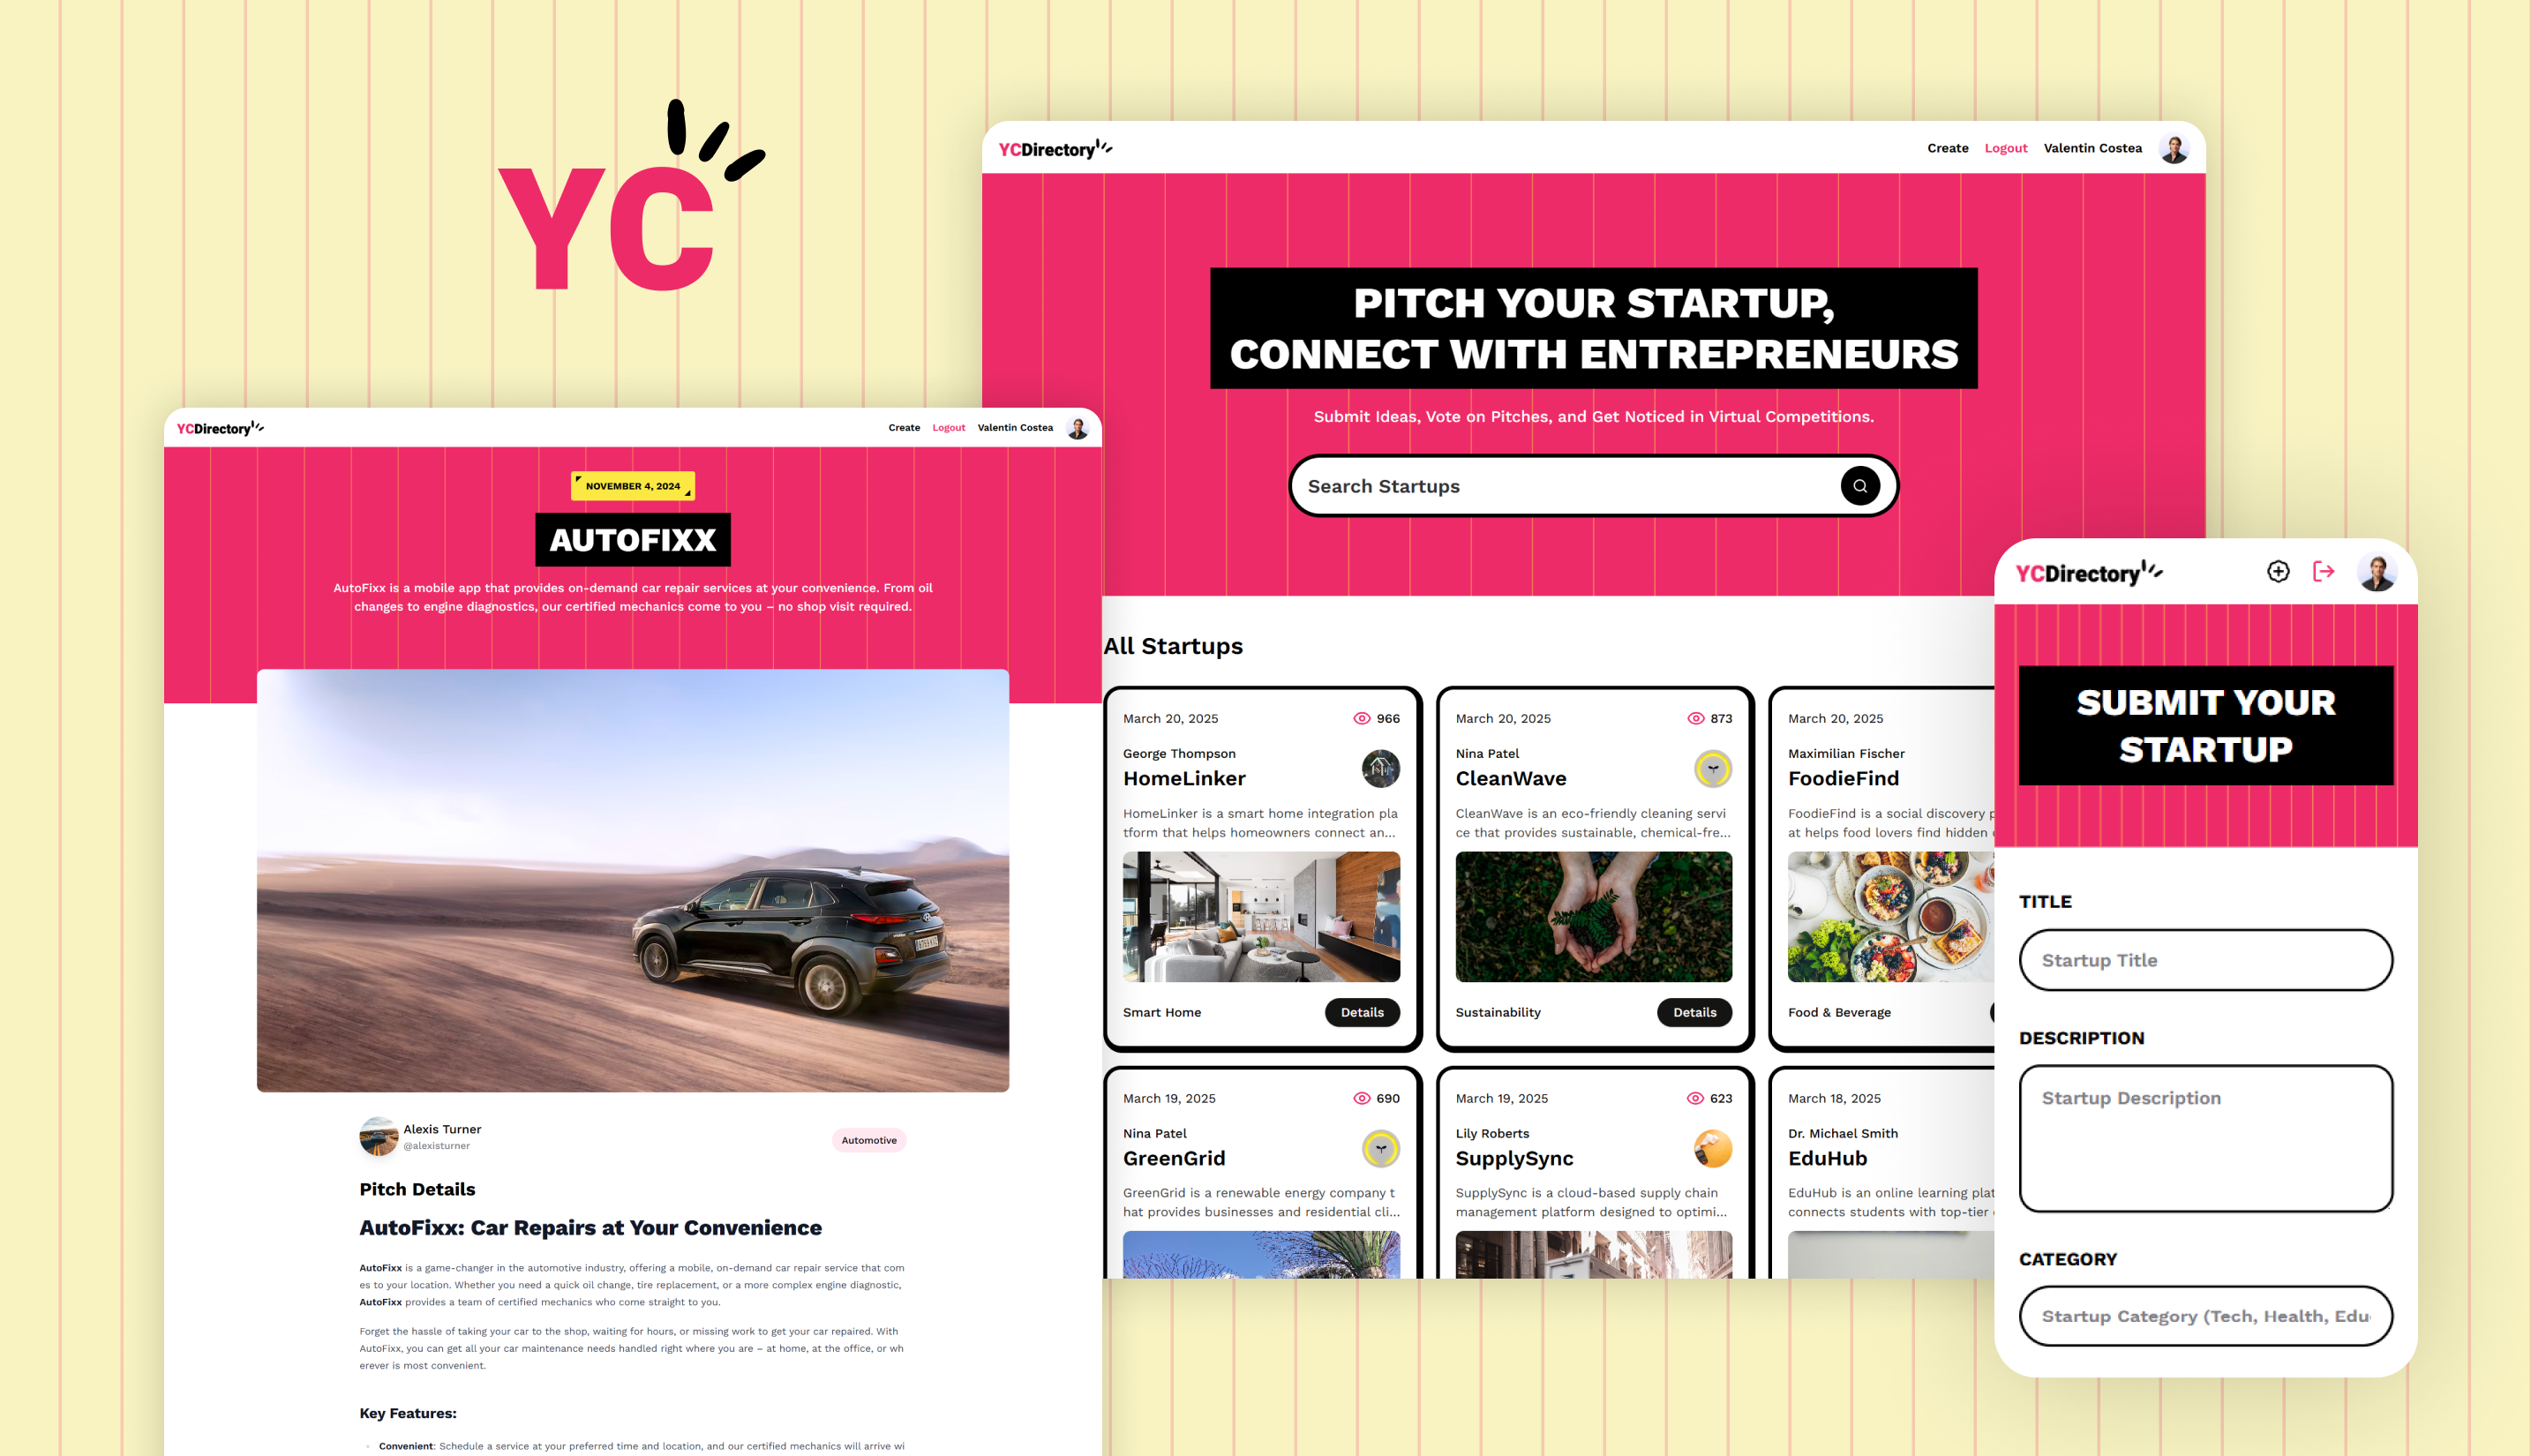 YC
YCDirectory
Create Logout Valentin Costea
PITCH YOUR STARTUP,
CONNECT WITH ENTREPRENEURS
Submit Ideas, Vote on Pitches, and Get Noticed in Virtual Competitions.
Search Startups
All Startups
March 20, 2025 966
George Thompson
HomeLinker
HomeLinker is a smart home integration pla
tform that helps homeowners connect an...
Smart Home Details
March 20, 2025 873
Nina Patel
CleanWave
CleanWave is an eco-friendly cleaning servi
ce that provides sustainable, chemical-fre...
Sustainability Details
March 20, 2025
Maximilian Fischer
FoodieFind
FoodieFind is a social discovery p
at helps food lovers find hidden
Food & Beverage
March 19, 2025 690
Nina Patel
GreenGrid
GreenGrid is a renewable energy company t
hat provides businesses and residential cli...
March 19, 2025 623
Lily Roberts
SupplySync
SupplySync is a cloud-based supply chain
management platform designed to optimi...
March 18, 2025
Dr. Michael Smith
EduHub
EduHub is an online learning plat
connects students with top-tier
YCDirectory
Create Logout Valentin Costea
NOVEMBER 4, 2024
AUTOFIXX
AutoFixx is a mobile app that provides on-demand car repair services at your convenience. From oil
changes to engine diagnostics, our certified mechanics come to you – no shop visit required.
Alexis Turner
@alexisturner
Automotive
Pitch Details
AutoFixx: Car Repairs at Your Convenience
AutoFixx is a game-changer in the automotive industry, offering a mobile, on-demand car repair service that com
es to your location. Whether you need a quick oil change, tire replacement, or a more complex engine diagnostic,
AutoFixx provides a team of certified mechanics who come straight to you.
Forget the hassle of taking your car to the shop, waiting for hours, or missing work to get your car repaired. With
AutoFixx, you can get all your car maintenance needs handled right where you are – at home, at the office, or wh
erever is most convenient.
Key Features:
Convenient: Schedule a service at your preferred time and location, and our certified mechanics will arrive wi
YCDirectory
SUBMIT YOUR
STARTUP
TITLE
Startup Title
DESCRIPTION
Startup Description
CATEGORY
Startup Category (Tech, Health, Edu